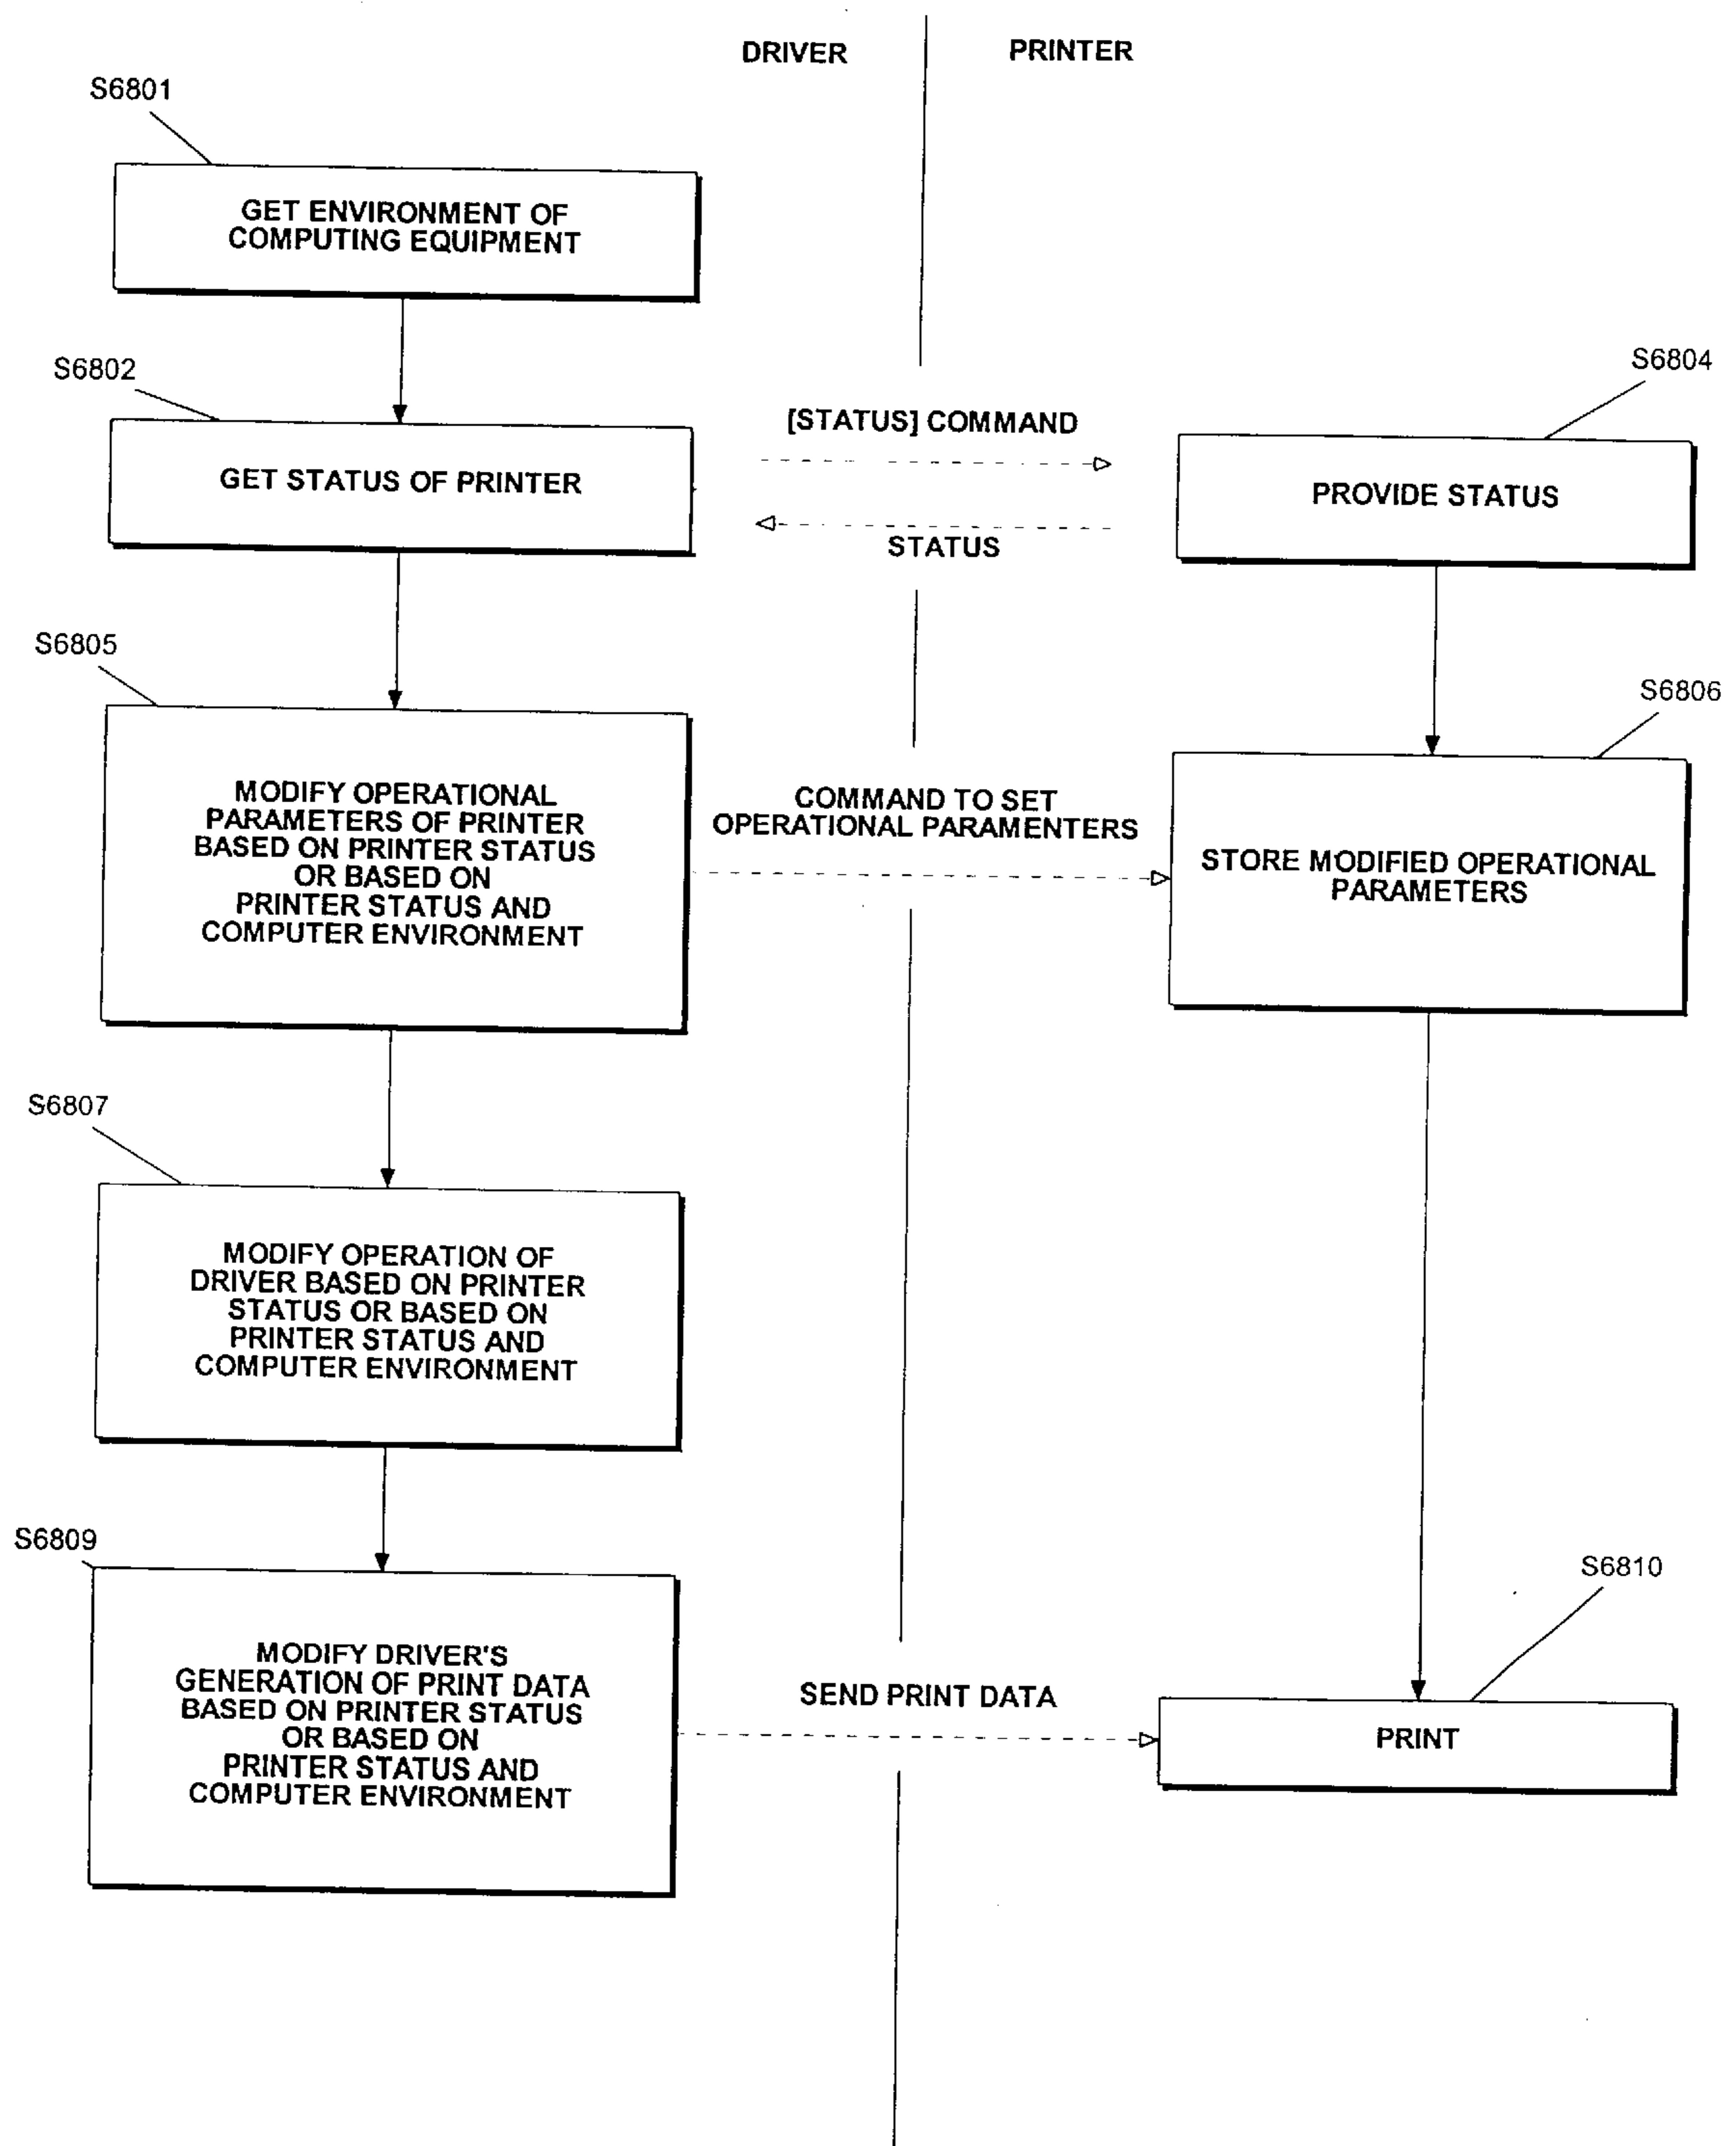 DRIVER
PRINTER
S6801
GET ENVIRONMENT OF
COMPUTING EQUIPMENT
S6802
GET STATUS OF PRINTER
[STATUS] COMMAND
STATUS
S6804
PROVIDE STATUS
S6805
MODIFY OPERATIONAL
PARAMETERS OF PRINTER
BASED ON PRINTER STATUS
OR BASED ON
PRINTER STATUS AND
COMPUTER ENVIRONMENT
COMMAND TO SET
OPERATIONAL PARAMENTERS
S6806
STORE MODIFIED OPERATIONAL
PARAMETERS
S6807
MODIFY OPERATION OF
DRIVER BASED ON PRINTER
STATUS OR BASED ON
PRINTER STATUS AND
COMPUTER ENVIRONMENT
S6809
MODIFY DRIVER'S
GENERATION OF PRINT DATA
BASED ON PRINTER STATUS
OR BASED ON
PRINTER STATUS AND
COMPUTER ENVIRONMENT
SEND PRINT DATA
S6810
PRINT